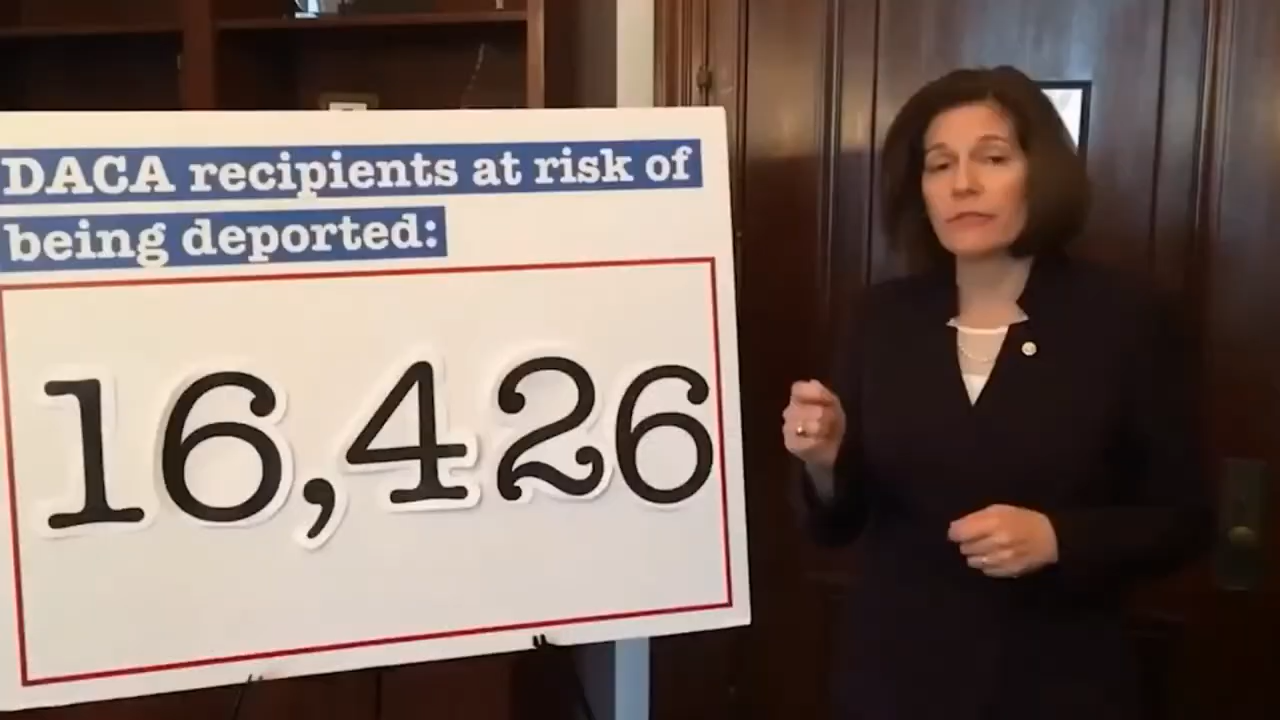 DACA recipients at risk of
being deported:
16,426